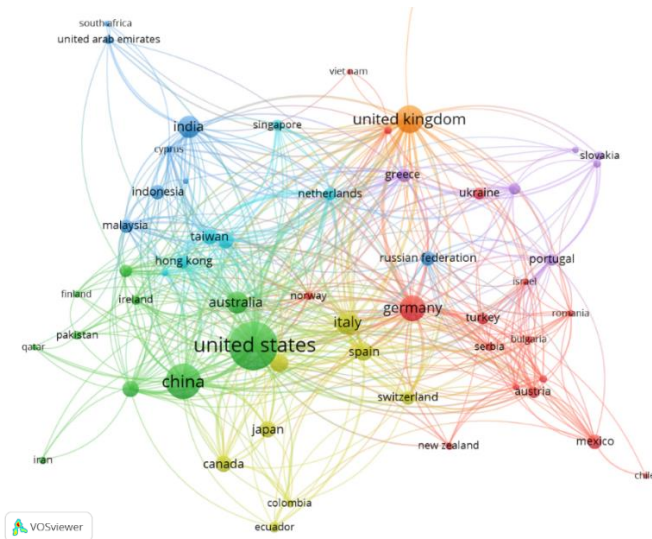 south africa
united arab emirates
viet nam
united kingdom
india
singapore
cyprus
slovakia
greece
indonesia
netherlands
ukraine
malaysia
taiwan
hong kong
russian federation
portugal
finland
ireland
australia
norway
israel
germany
romania
italy
turkey
pakistan
qatar
united states
serbia
bulgaria
spain
china
switzerland
austria
japan
new zealand
mexico
canada
iran
chile
colombia
ecuador
VOSviewer